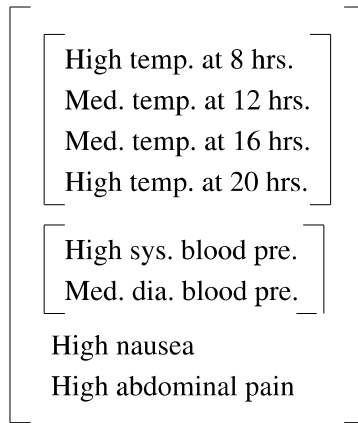 High temp. at 8 hrs.
Med. temp. at 12 hrs.
Med. temp. at 16 hrs.
High temp. at 20 hrs.
High sys. blood pre.
Med. dia. blood pre.
High nausea
High abdominal pain